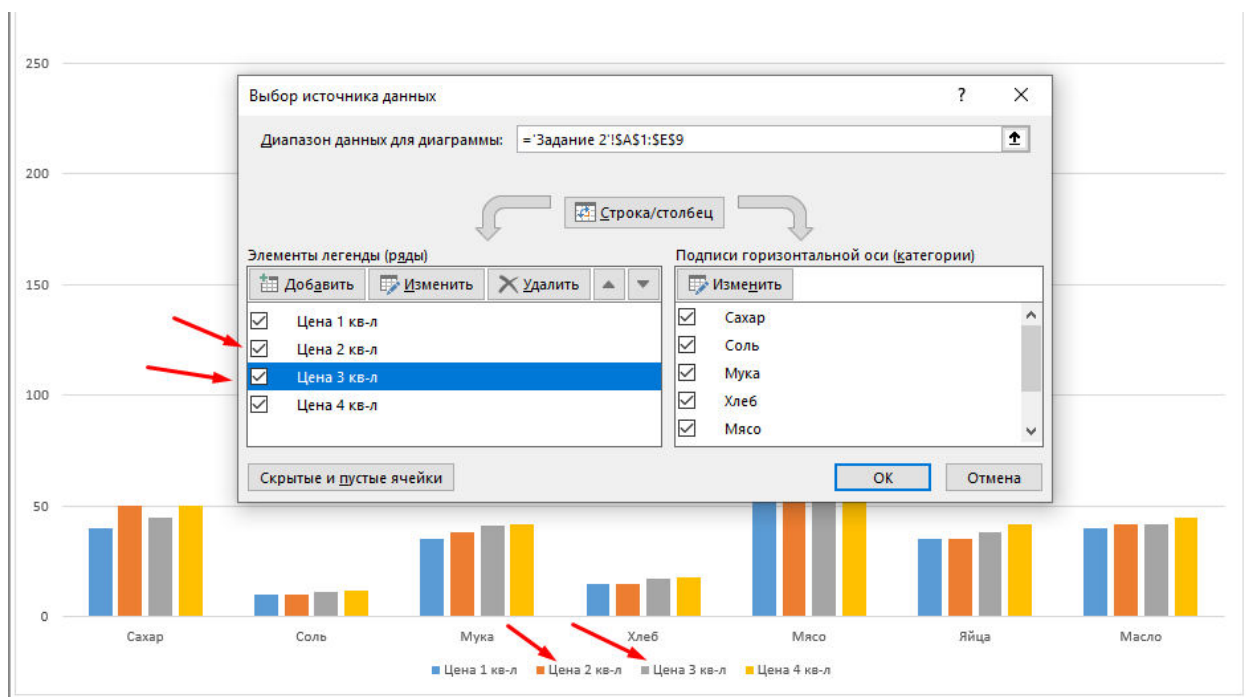 250
Выбор источника данных ? ×
Диапазон данных для диаграммы: ='Задание 2'!$A$1:$E$9
200
Строка/столбец
Элементы легенды (ряды) Подписи горизонтальной оси (категории)
150
Добавить Изменить Удалить Изменить
Цена 1 кв-л Сахар
Цена 2 кв-л Соль
Цена 3 кв-л Мука
100
Цена 4 кв-л Хлеб
Мясо
Скрытые и пустые ячейки ОК Отмена
50
0
Сахар Соль Мука Хлеб Мясо Яйца Масло
Цена 1 кв-л Цена 2 кв-л Цена 3 кв-л Цена 4 кв-л